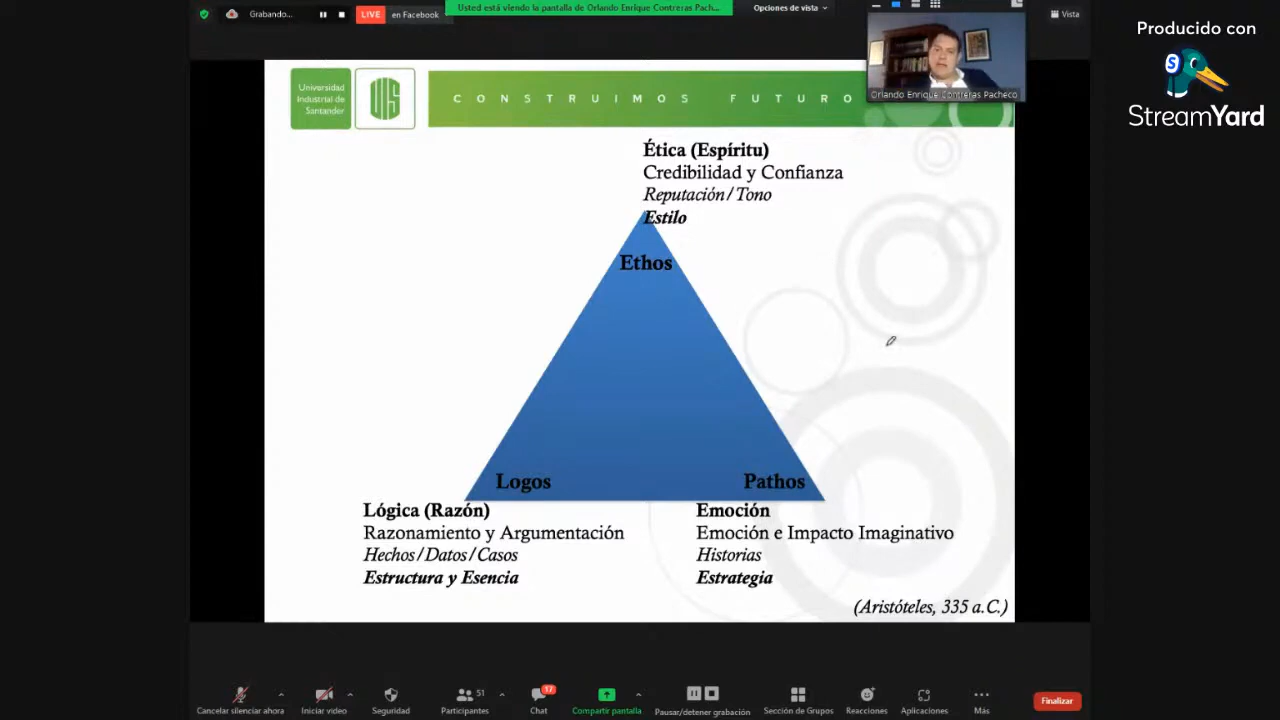 Grabando...
LIVE
en Facebook
Usted está viendo la pantalla de Orlando Enrique Contreras Pach...
Opciones de vista
Vista
Producido con
StreamYard
Orlando Enrique Contreras Pacheco
Universidad
Industrial de
Santander
UIS
CONSTRUIMOS FUTURO
Ética (Espíritu)
Credibilidad y Confianza
Reputación/Tono
Estilo
Ethos
Logos
Pathos
Lógica (Razón)
Razonamiento y Argumentación
Hechos/Datos/Casos
Estructura y Esencia
Emoción
Emoción e Impacto Imaginativo
Historias
Estrategia
(Aristóteles, 335 a.C.)
Cancelar silenciar ahora
Iniciar video
Seguridad
51
Participantes
17
Chat
Compartir pantalla
Pausar/detener grabación
Sección de Grupos
Reacciones
Aplicaciones
Más
Finalizar